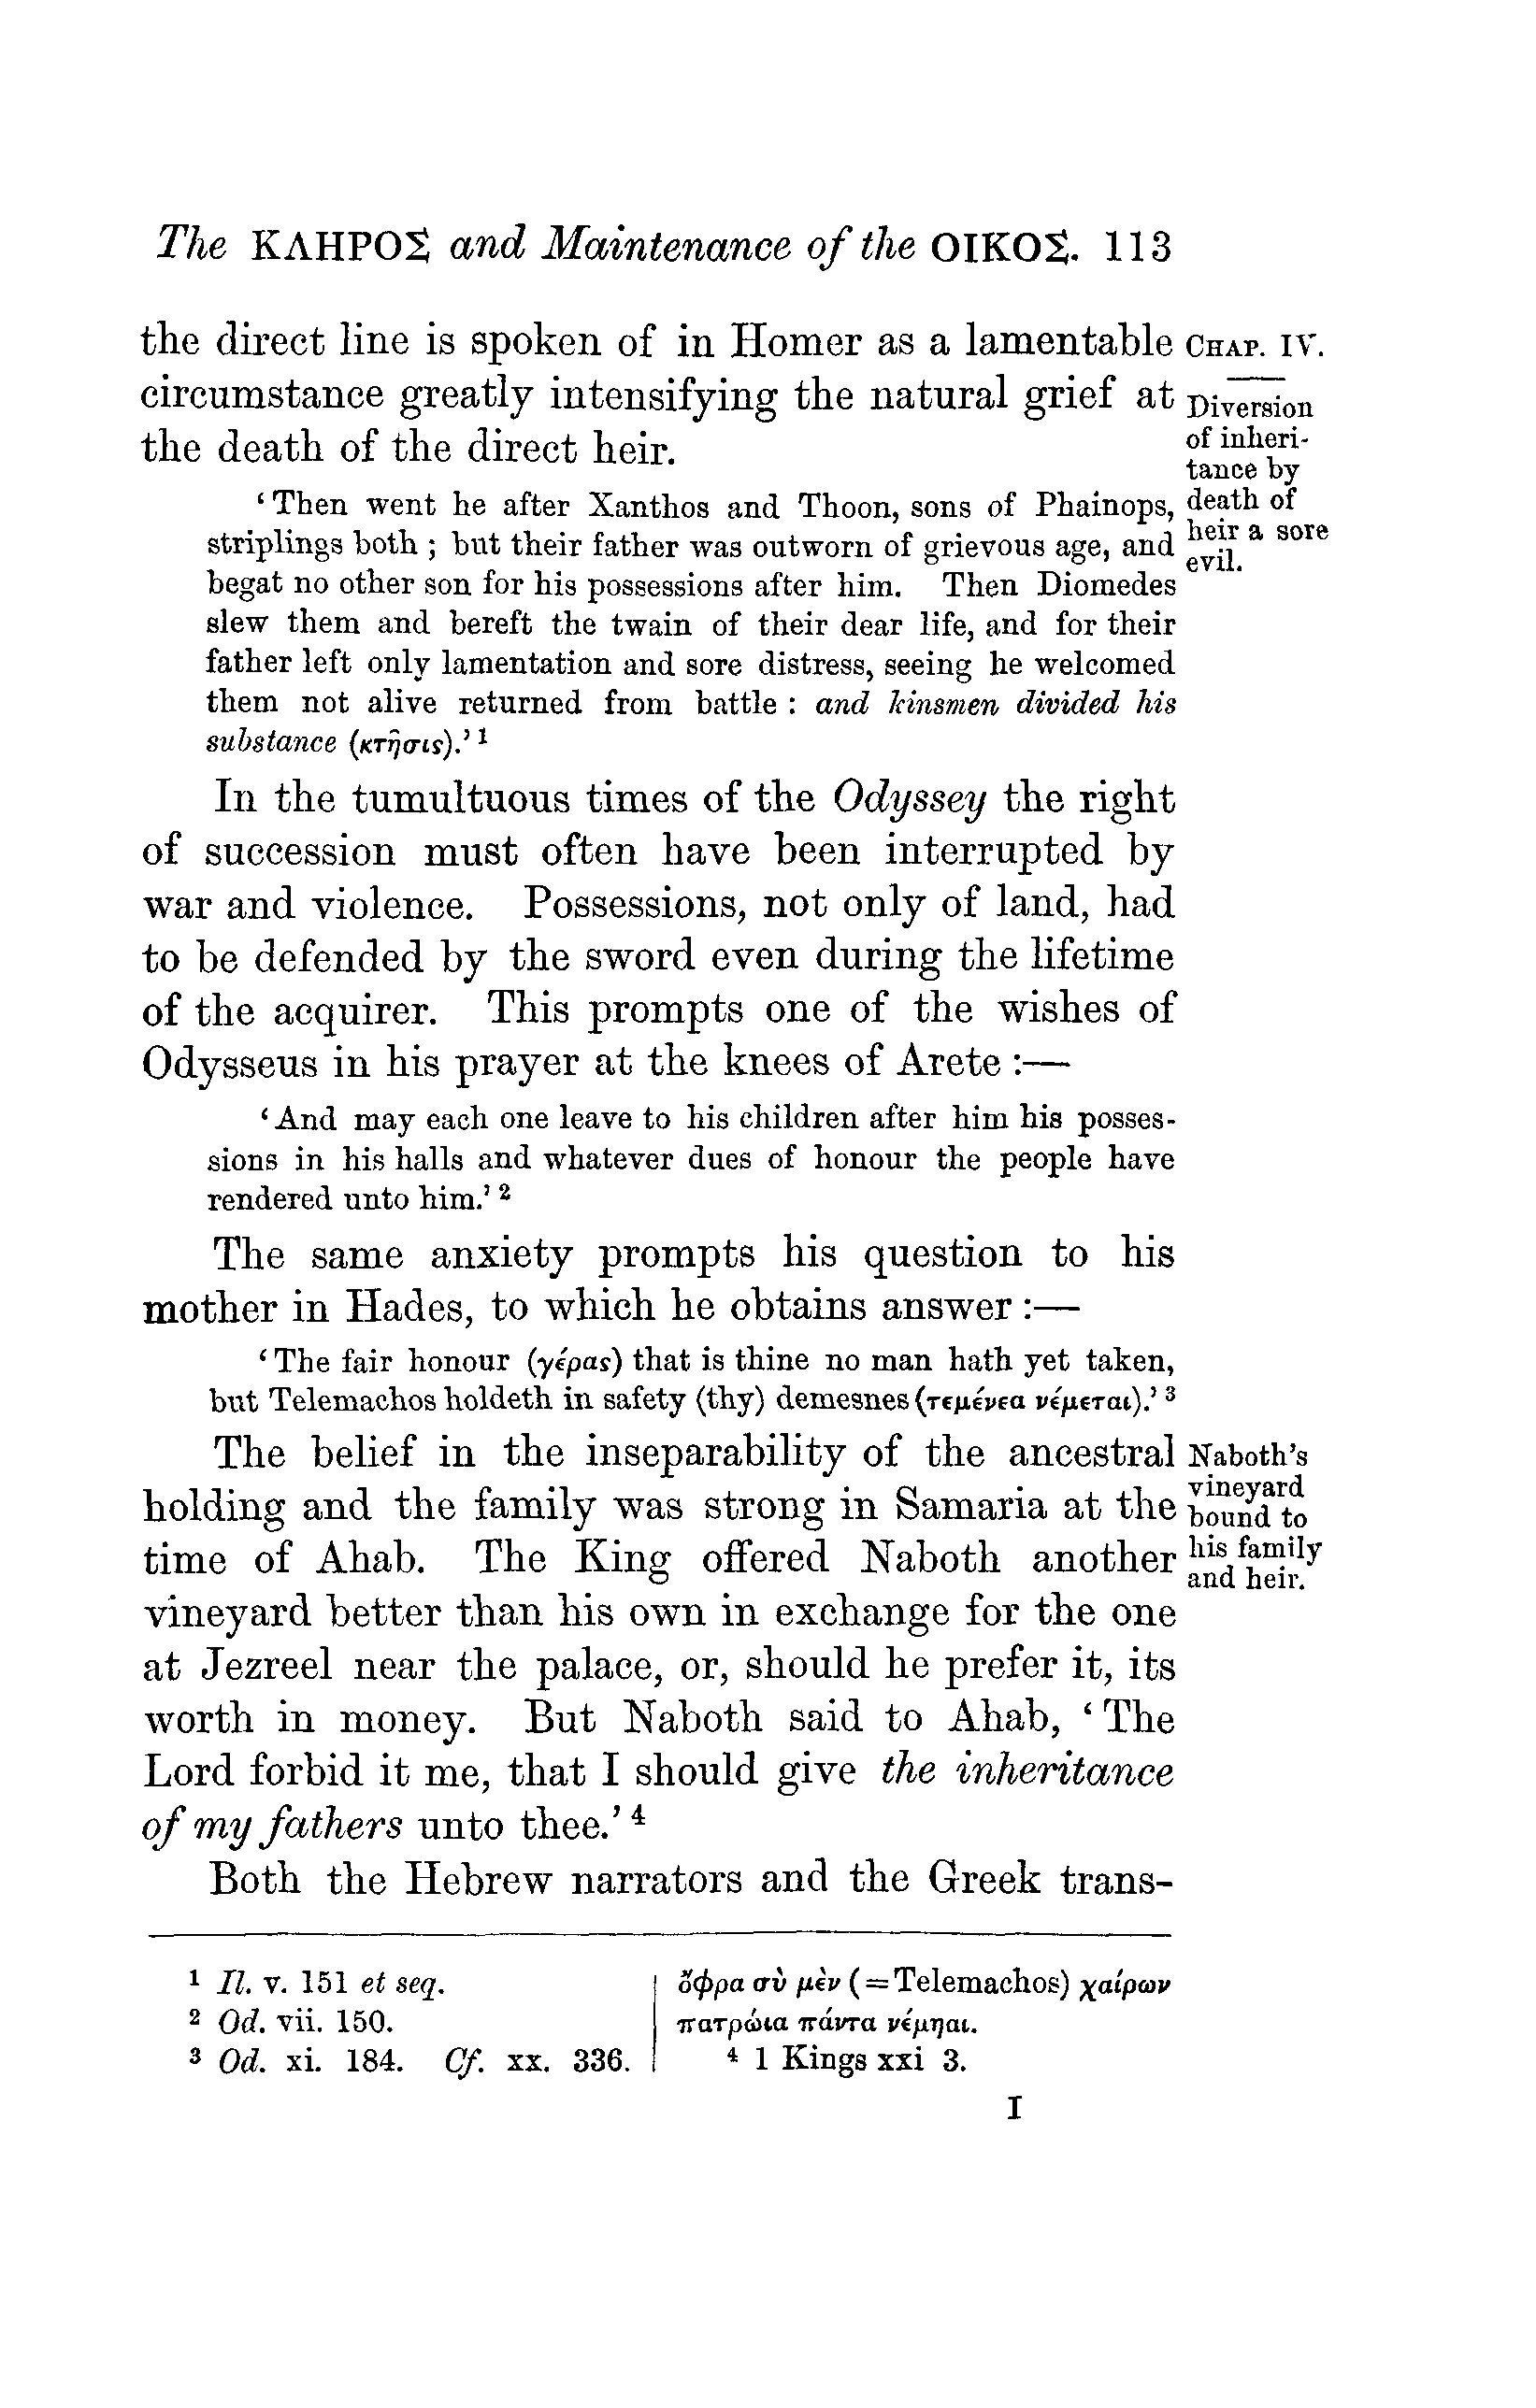 The ΚΛΗΡΟΣ and Maintenance of the ΟΙΚΟΣ. 113
the direct line is spoken of in Homer as a lamentable
circumstance greatly intensifying the natural grief at
the death of the direct heir.
CHAP. IV.
Diversion
of inheri-
tance by
death of
heir a sore
evil.
‘Then went he after Xanthos and Thoon, sons of Phainops,
striplings both ; but their father was outworn of grievous age, and
begat no other son for his possessions after him. Then Diomedes
slew them and bereft the twain of their dear life, and for their
father left only lamentation and sore distress, seeing he welcomed
them not alive returned from battle : and kinsmen divided his
substance (κτῆσις).’ 1
In the tumultuous times of the Odyssey the right
of succession must often have been interrupted by
war and violence. Possessions, not only of land, had
to be defended by the sword even during the lifetime
of the acquirer. This prompts one of the wishes of
Odysseus in his prayer at the knees of Arete :—
‘And may each one leave to his children after him his posses-
sions in his halls and whatever dues of honour the people have
rendered unto him.’ 2
The same anxiety prompts his question to his
mother in Hades, to which he obtains answer :—
‘The fair honour (γέρας) that is thine no man hath yet taken,
but Telemachos holdeth in safety (thy) demesnes (τεμένεα νέμεται).’ 3
The belief in the inseparability of the ancestral
holding and the family was strong in Samaria at the
time of Ahab. The King offered Naboth another
vineyard better than his own in exchange for the one
at Jezreel near the palace, or, should he prefer it, its
worth in money. But Naboth said to Ahab, ‘The
Lord forbid it me, that I should give the inheritance
of my fathers unto thee.’ 4
Naboth’s
vineyard
bound to
his family
and heir.
Both the Hebrew narrators and the Greek trans-
1 Il. v. 151 et seq.
2 Od. vii. 150.
3 Od. xi. 184. Cf. xx. 336.
ὄφρα σὺ μὲν (=Telemachos) χαίρων
πατρώια πάντα νέμηαι.
4 1 Kings xxi 3.
I